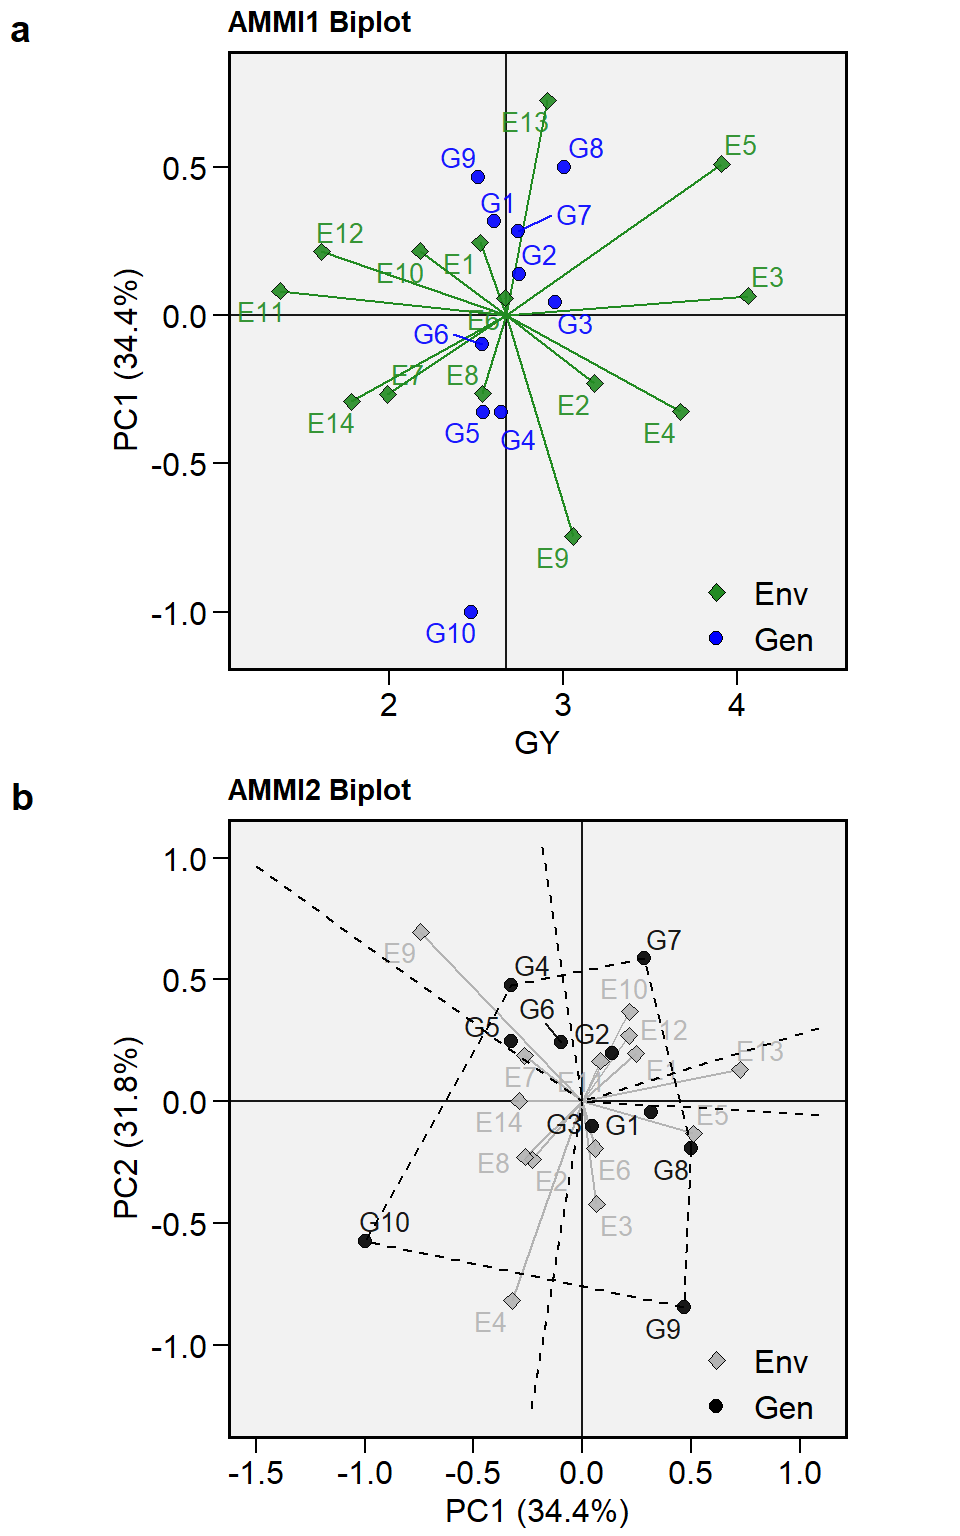 a
AMMI1 Biplot
E13
G8
E5
G9
G1
G7
E12
E1
G2
E10
E3
E11
E6
G3
G6
E7
E8
E2
E14
G5
G4
E4
E9
G10
Env
Gen
0.5
0.0
-0.5
-1.0
PC1 (34.4%)
2 3 4
GY
b
AMMI2 Biplot
E9
G4
G7
E10
G6
G5
G2
E12
E13
E7
E11
E1
E14
G3
G1
E5
E8
E2
E6
G8
G10
E3
E4
G9
Env
Gen
1.0
0.5
0.0
-0.5
-1.0
PC2 (31.8%)
-1.5 -1.0 -0.5 0.0 0.5 1.0
PC1 (34.4%)